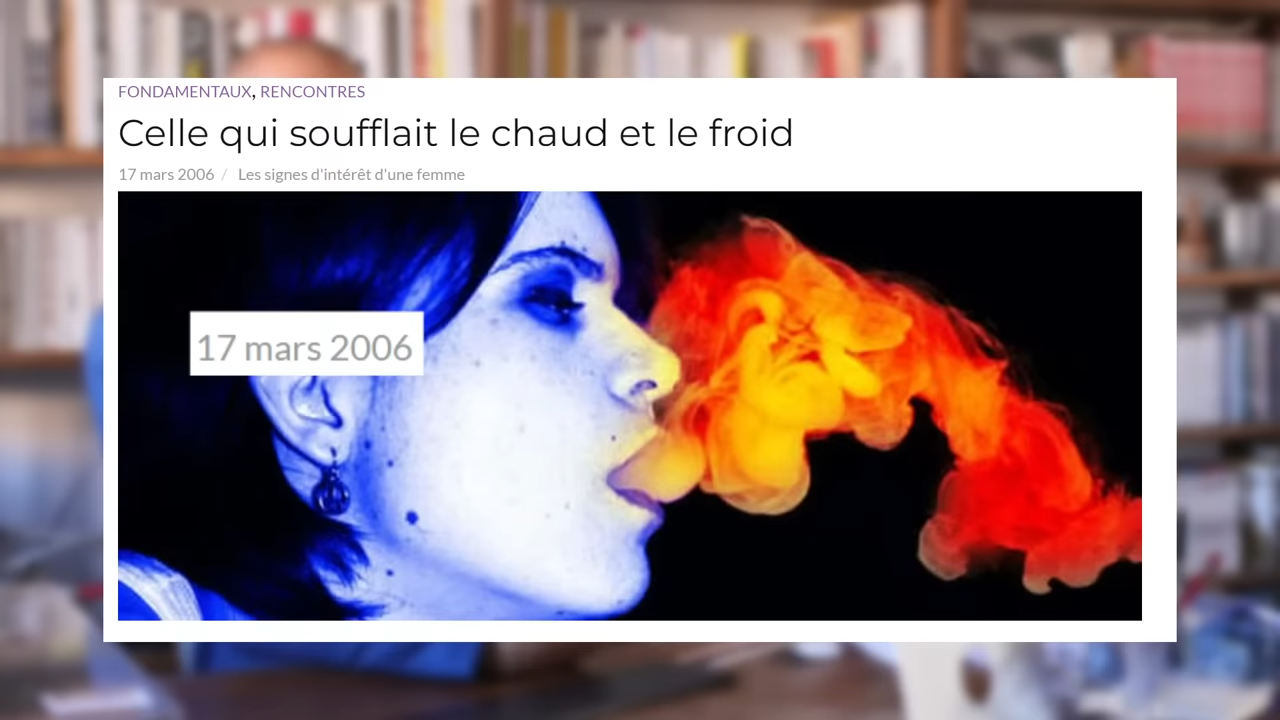 FONDAMENTAUX, RENCONTRES
Celle qui soufflait le chaud et le froid
17 mars 2006 / Les signes d'intérêt d'une femme
17 mars 2006